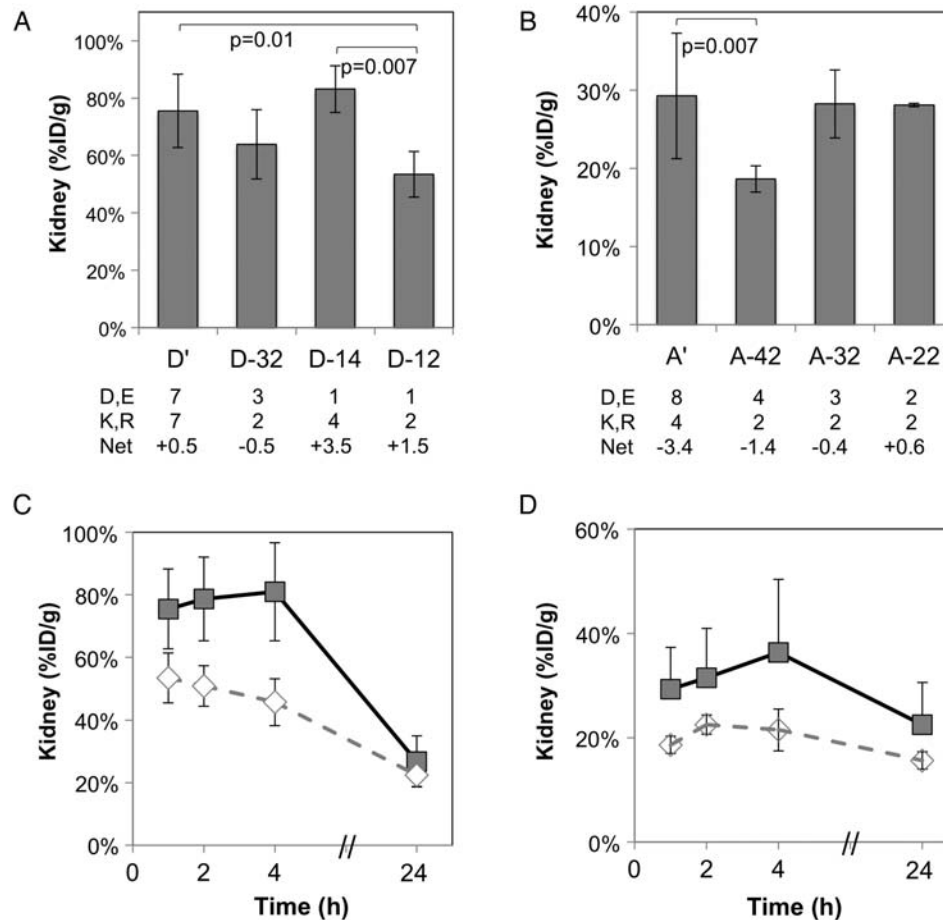 A
B
100%
80%
60%
40%
20%
0%
Kidney (%ID/g)
p=0.01
p=0.007
D' D-32 D-14 D-12
D,E 7 3 1 1
K,R 7 2 4 2
Net +0.5 -0.5 +3.5 +1.5
40%
30%
20%
10%
0%
Kidney (%ID/g)
p=0.007
A' A-42 A-32 A-22
D,E 8 4 3 2
K,R 4 2 2 2
Net -3.4 -1.4 -0.4 +0.6
C
D
100%
80%
60%
40%
20%
0%
Kidney (%ID/g)
0 2 4 // 24
Time (h)
60%
40%
20%
0%
Kidney (%ID/g)
0 2 4 // 24
Time (h)